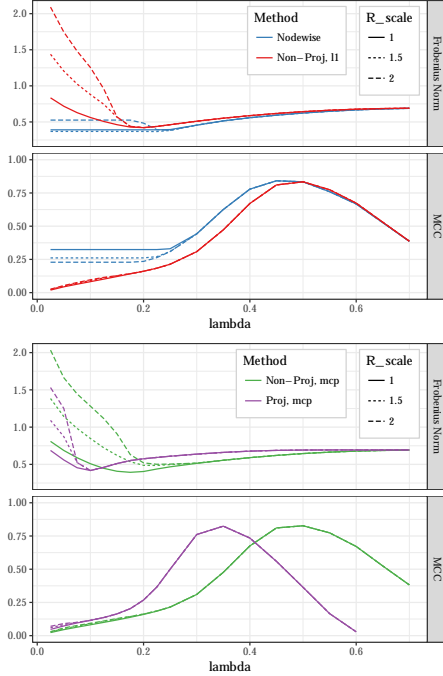 2.0
1.5
1.0
0.5
Method
Nodewise
Non-Proj, l1
R_scale
1
1.5
2
Frobenius Norm
1.00
0.75
0.50
0.25
0.00
MCC
0.0 0.2 0.4 0.6
lambda
2.0
1.5
1.0
0.5
Method
Non-Proj, mcp
Proj, mcp
R_scale
1
1.5
2
Frobenius Norm
1.00
0.75
0.50
0.25
0.00
MCC
0.0 0.2 0.4 0.6
lambda